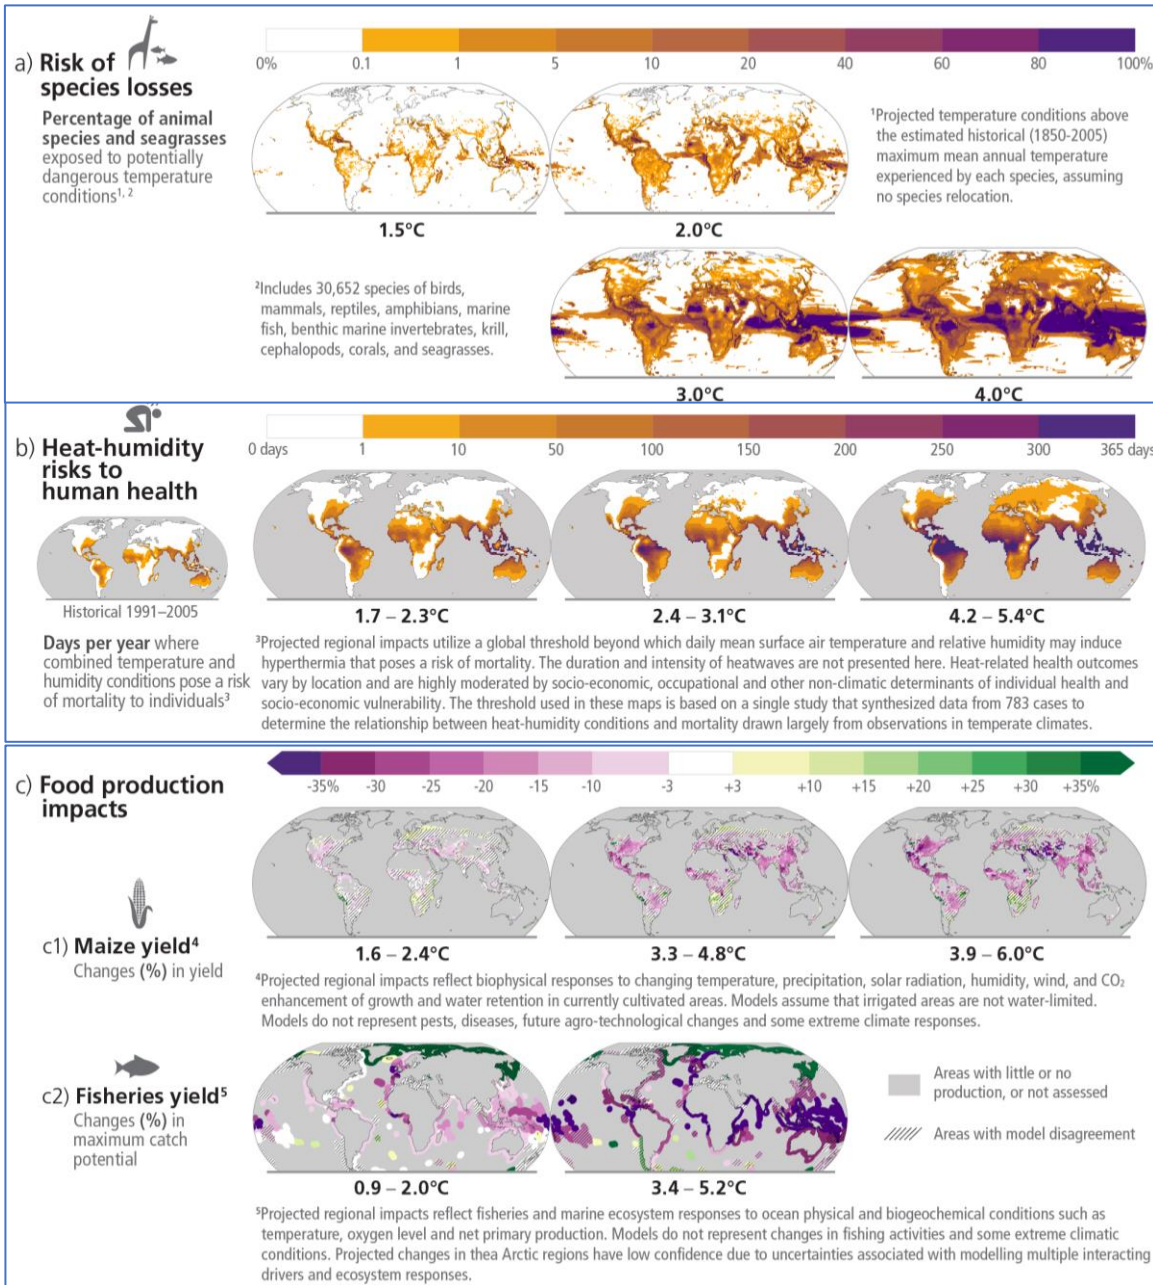 a) Risk of
species losses
Percentage of animal
species and seagrasses
exposed to potentially
dangerous temperature
conditions1, 2
0% 0.1 1 5 10 20 40 60 80 100%
1.5°C 2.0°C
1Projected temperature conditions above
the estimated historical (1850-2005)
maximum mean annual temperature
experienced by each species, assuming
no species relocation.
2Includes 30,652 species of birds,
mammals, reptiles, amphibians, marine
fish, benthic marine invertebrates, krill,
cephalopods, corals, and seagrasses.
3.0°C 4.0°C
b) Heat-humidity
risks to
human health
0 days 1 10 50 100 150 200 250 300 365 days
Historical 1991–2005
1.7 – 2.3°C 2.4 – 3.1°C 4.2 – 5.4°C
Days per year where
combined temperature and
humidity conditions pose a risk
of mortality to individuals3
3Projected regional impacts utilize a global threshold beyond which daily mean surface air temperature and relative humidity may induce
hyperthermia that poses a risk of mortality. The duration and intensity of heatwaves are not presented here. Heat-related health outcomes
vary by location and are highly moderated by socio-economic, occupational and other non-climatic determinants of individual health and
socio-economic vulnerability. The threshold used in these maps is based on a single study that synthesized data from 783 cases to
determine the relationship between heat-humidity conditions and mortality drawn largely from observations in temperate climates.
c) Food production
impacts
-35% -30 -25 -20 -15 -10 -3 +3 +10 +15 +20 +25 +30 +35%
c1) Maize yield4
Changes (%) in yield
1.6 – 2.4°C 3.3 – 4.8°C 3.9 – 6.0°C
4Projected regional impacts reflect biophysical responses to changing temperature, precipitation, solar radiation, humidity, wind, and CO2
enhancement of growth and water retention in currently cultivated areas. Models assume that irrigated areas are not water-limited.
Models do not represent pests, diseases, future agro-technological changes and some extreme climate responses.
c2) Fisheries yield5
Changes (%) in
maximum catch
potential
0.9 – 2.0°C 3.4 – 5.2°C
Areas with little or no
production, or not assessed
Areas with model disagreement
5Projected regional impacts reflect fisheries and marine ecosystem responses to ocean physical and biogeochemical conditions such as
temperature, oxygen level and net primary production. Models do not represent changes in fishing activities and some extreme climatic
conditions. Projected changes in thea Arctic regions have low confidence due to uncertainties associated with modelling multiple interacting
drivers and ecosystem responses.